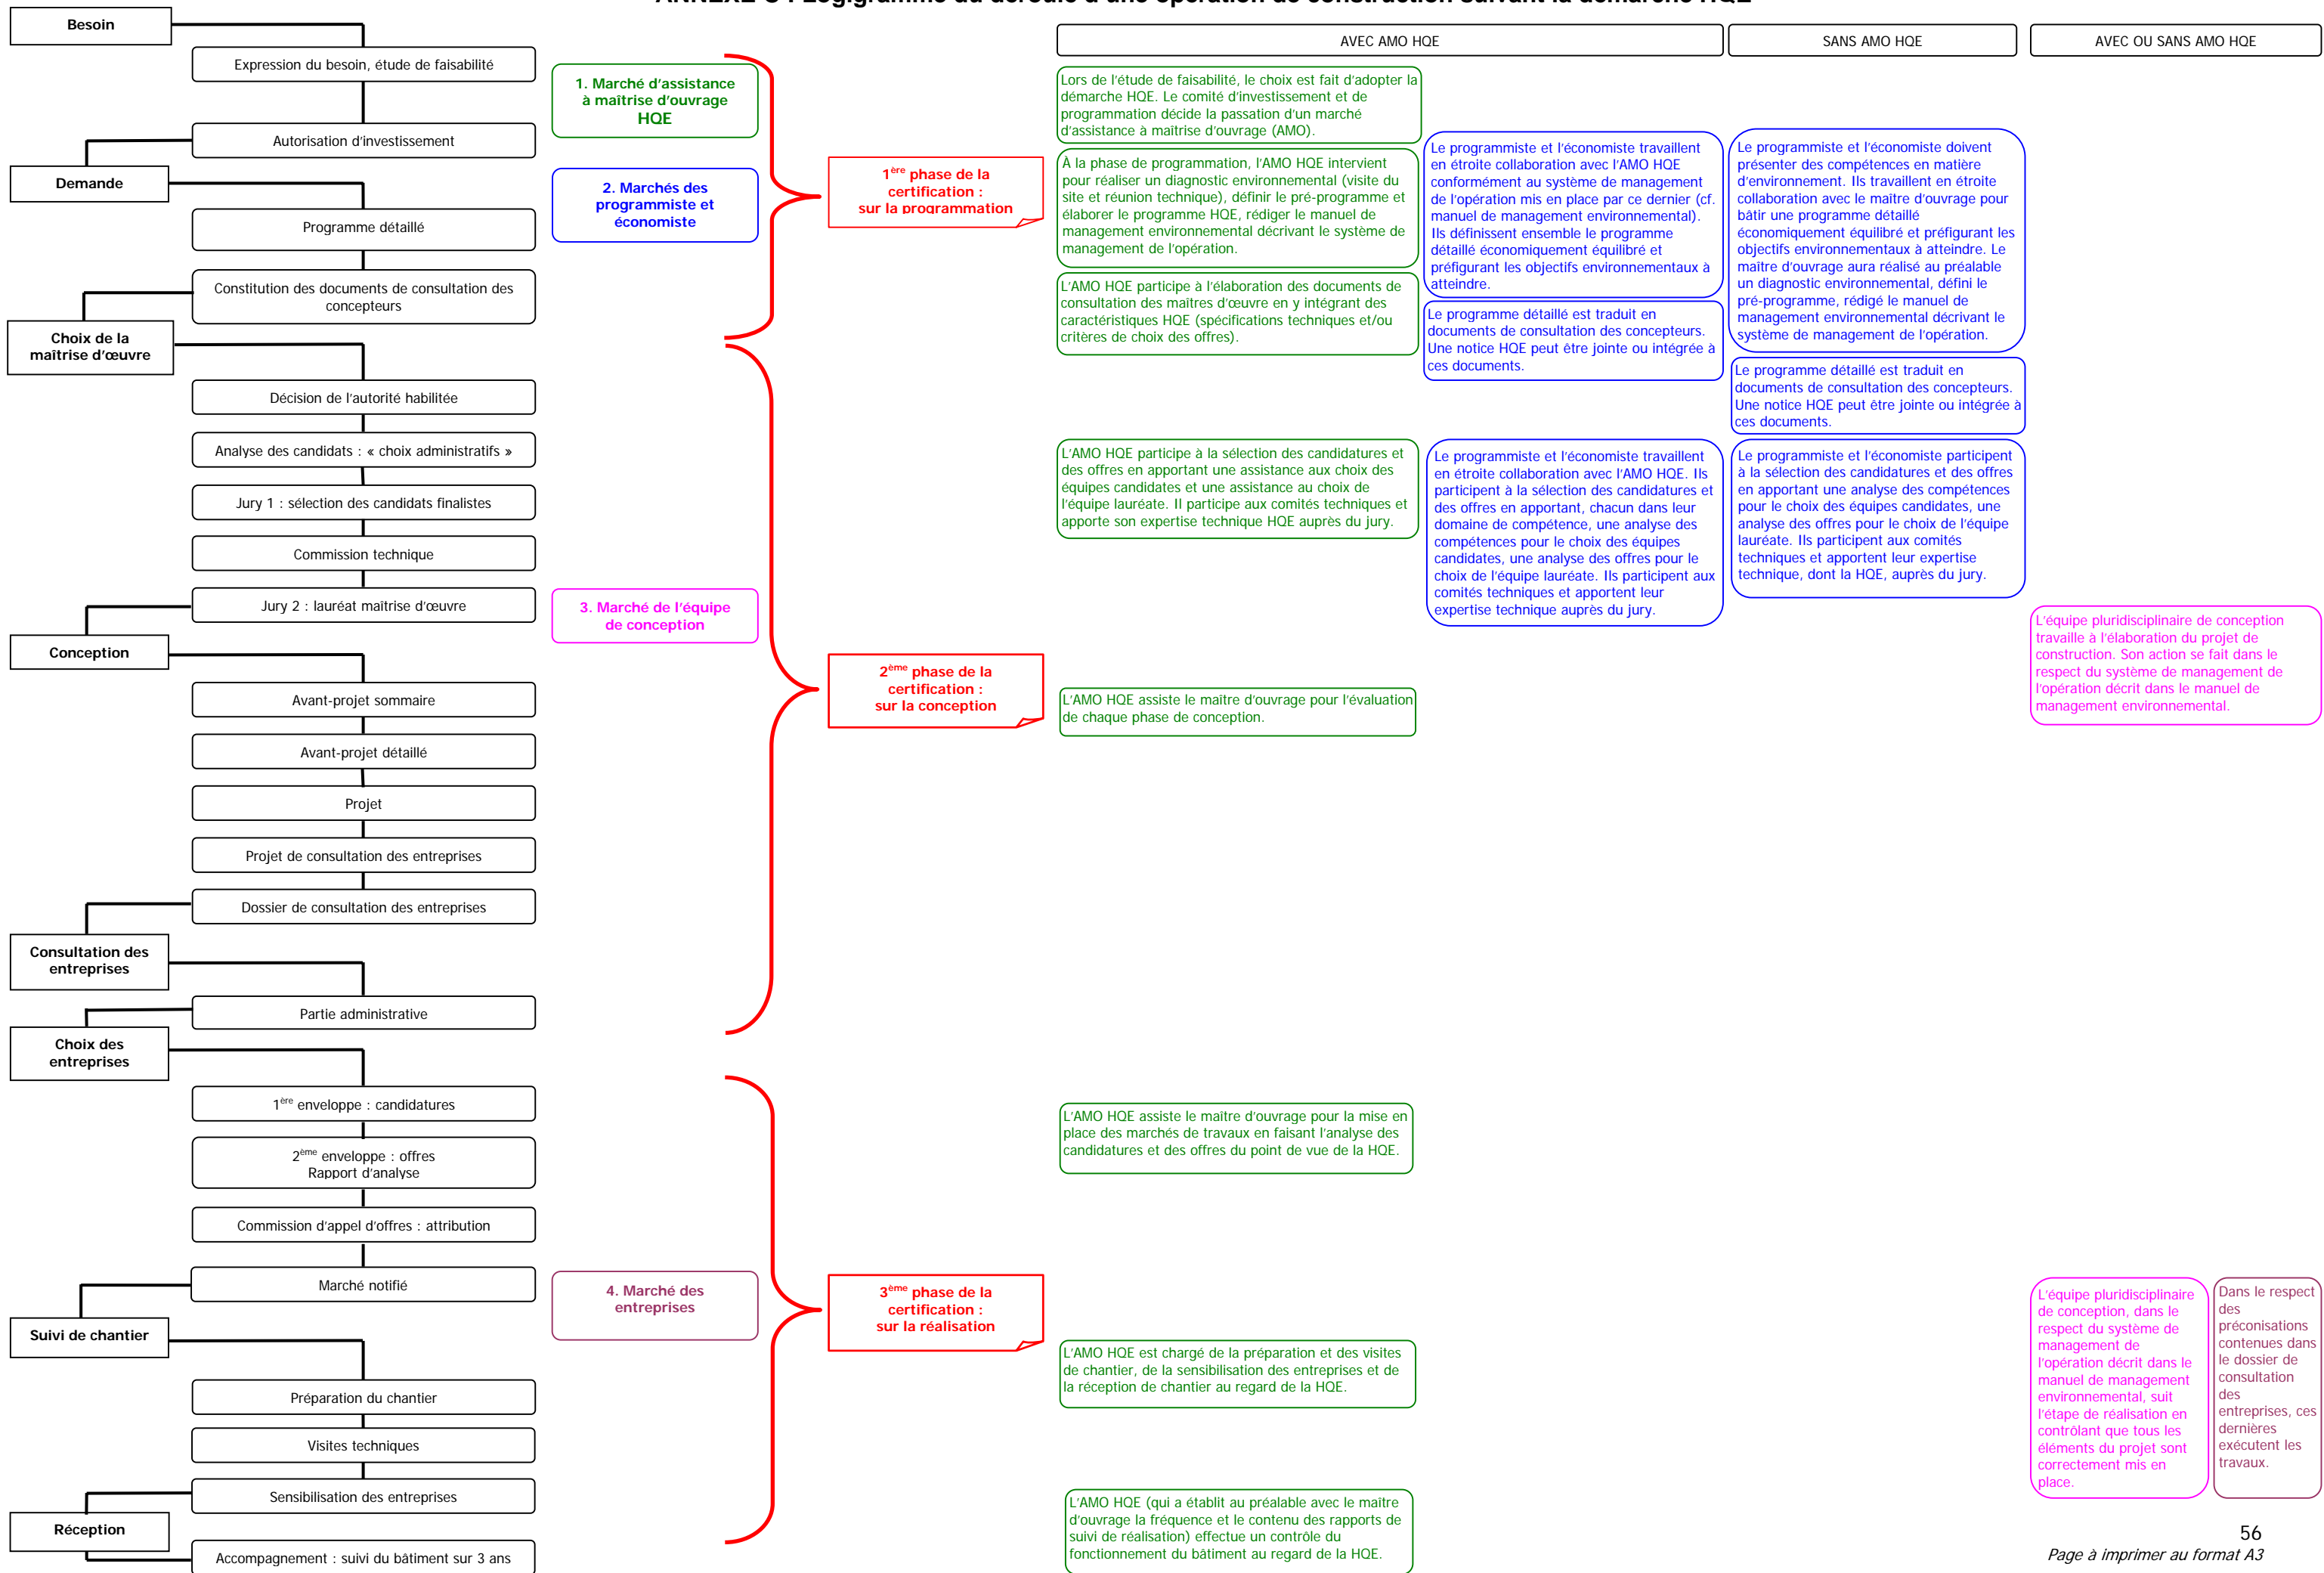 ANNEXE C : Logigramme du déroulé d'une opération de construction suivant la démarche HQE
Besoin
Expression du besoin, étude de faisabilité
Autorisation d'investissement
Demande
Programme détaillé
Constitution des documents de consultation des
concepteurs
Choix de la
maîtrise d'œuvre
Décision de l'autorité habilitée
Analyse des candidats : « choix administratifs »
Jury 1 : sélection des candidats finalistes
Commission technique
Jury 2 : lauréat maîtrise d'œuvre
Conception
Avant-projet sommaire
Avant-projet détaillé
Projet
Projet de consultation des entreprises
Dossier de consultation des entreprises
Consultation des
entreprises
Partie administrative
Choix des
entreprises
1ère enveloppe : candidatures
2ème enveloppe : offres
Rapport d'analyse
Commission d'appel d'offres : attribution
Marché notifié
Suivi de chantier
Préparation du chantier
Visites techniques
Sensibilisation des entreprises
Réception
Accompagnement : suivi du bâtiment sur 3 ans
1. Marché d'assistance
à maîtrise d'ouvrage
HQE
2. Marchés des
programmiste et
économiste
3. Marché de l'équipe
de conception
4. Marché des
entreprises
1ère phase de la
certification :
sur la programmation
2ème phase de la
certification :
sur la conception
3ème phase de la
certification :
sur la réalisation
AVEC AMO HQE
Lors de l'étude de faisabilité, le choix est fait d'adopter la
démarche HQE. Le comité d'investissement et de
programmation décide la passation d'un marché
d'assistance à maîtrise d'ouvrage (AMO).
À la phase de programmation, l'AMO HQE intervient
pour réaliser un diagnostic environnemental (visite du
site et réunion technique), définir le pré-programme et
élaborer le programme HQE, rédiger le manuel de
management environnemental décrivant le système de
management de l'opération.
L'AMO HQE participe à l'élaboration des documents de
consultation des maîtres d'œuvre en y intégrant des
caractéristiques HQE (spécifications techniques et/ou
critères de choix des offres).
L'AMO HQE participe à la sélection des candidatures et
des offres en apportant une assistance aux choix des
équipes candidates et une assistance au choix de
l'équipe lauréate. Il participe aux comités techniques et
apporte son expertise technique HQE auprès du jury.
L'AMO HQE assiste le maître d'ouvrage pour l'évaluation
de chaque phase de conception.
L'AMO HQE assiste le maître d'ouvrage pour la mise en
place des marchés de travaux en faisant l'analyse des
candidatures et des offres du point de vue de la HQE.
L'AMO HQE est chargé de la préparation et des visites
de chantier, de la sensibilisation des entreprises et de
la réception de chantier au regard de la HQE.
L'AMO HQE (qui a établit au préalable avec le maître
d'ouvrage la fréquence et le contenu des rapports de
suivi de réalisation) effectue un contrôle du
fonctionnement du bâtiment au regard de la HQE.
Le programmiste et l'économiste travaillent
en étroite collaboration avec l'AMO HQE
conformément au système de management
de l'opération mis en place par ce dernier (cf.
manuel de management environnemental).
Ils définissent ensemble le programme
détaillé économiquement équilibré et
préfigurant les objectifs environnementaux à
atteindre.
Le programme détaillé est traduit en
documents de consultation des concepteurs.
Une notice HQE peut être jointe ou intégrée à
ces documents.
Le programmiste et l'économiste travaillent
en étroite collaboration avec l'AMO HQE. Ils
participent à la sélection des candidatures et
des offres en apportant, chacun dans leur
domaine de compétence, une analyse des
compétences pour le choix des équipes
candidates, une analyse des offres pour le
choix de l'équipe lauréate. Ils participent aux
comités techniques et apportent leur
expertise technique auprès du jury.
SANS AMO HQE
Le programmiste et l'économiste doivent
présenter des compétences en matière
d'environnement. Ils travaillent en étroite
collaboration avec le maître d'ouvrage pour
bâtir une programme détaillé
économiquement équilibré et préfigurant les
objectifs environnementaux à atteindre. Le
maître d'ouvrage aura réalisé au préalable
un diagnostic environnemental, défini le
pré-programme, rédigé le manuel de
management environnemental décrivant le
système de management de l'opération.
Le programme détaillé est traduit en
documents de consultation des concepteurs.
Une notice HQE peut être jointe ou intégrée à
ces documents.
Le programmiste et l'économiste participent
à la sélection des candidatures et des offres
en apportant une analyse des compétences
pour le choix des équipes candidates, une
analyse des offres pour le choix de l'équipe
lauréate. Ils participent aux comités
techniques et apportent leur expertise
technique, dont la HQE, auprès du jury.
AVEC OU SANS AMO HQE
L'équipe pluridisciplinaire de conception
travaille à l'élaboration du projet de
construction. Son action se fait dans le
respect du système de management de
l'opération décrit dans le manuel de
management environnemental.
L'équipe pluridisciplinaire
de conception, dans le
respect du système de
management de
l'opération décrit dans le
manuel de management
environnemental, suit
l'étape de réalisation en
contrôlant que tous les
éléments du projet sont
correctement mis en
place.
Dans le respect
des
préconisations
contenues dans
le dossier de
consultation
des
entreprises, ces
dernières
exécutent les
travaux.
56
Page à imprimer au format A3